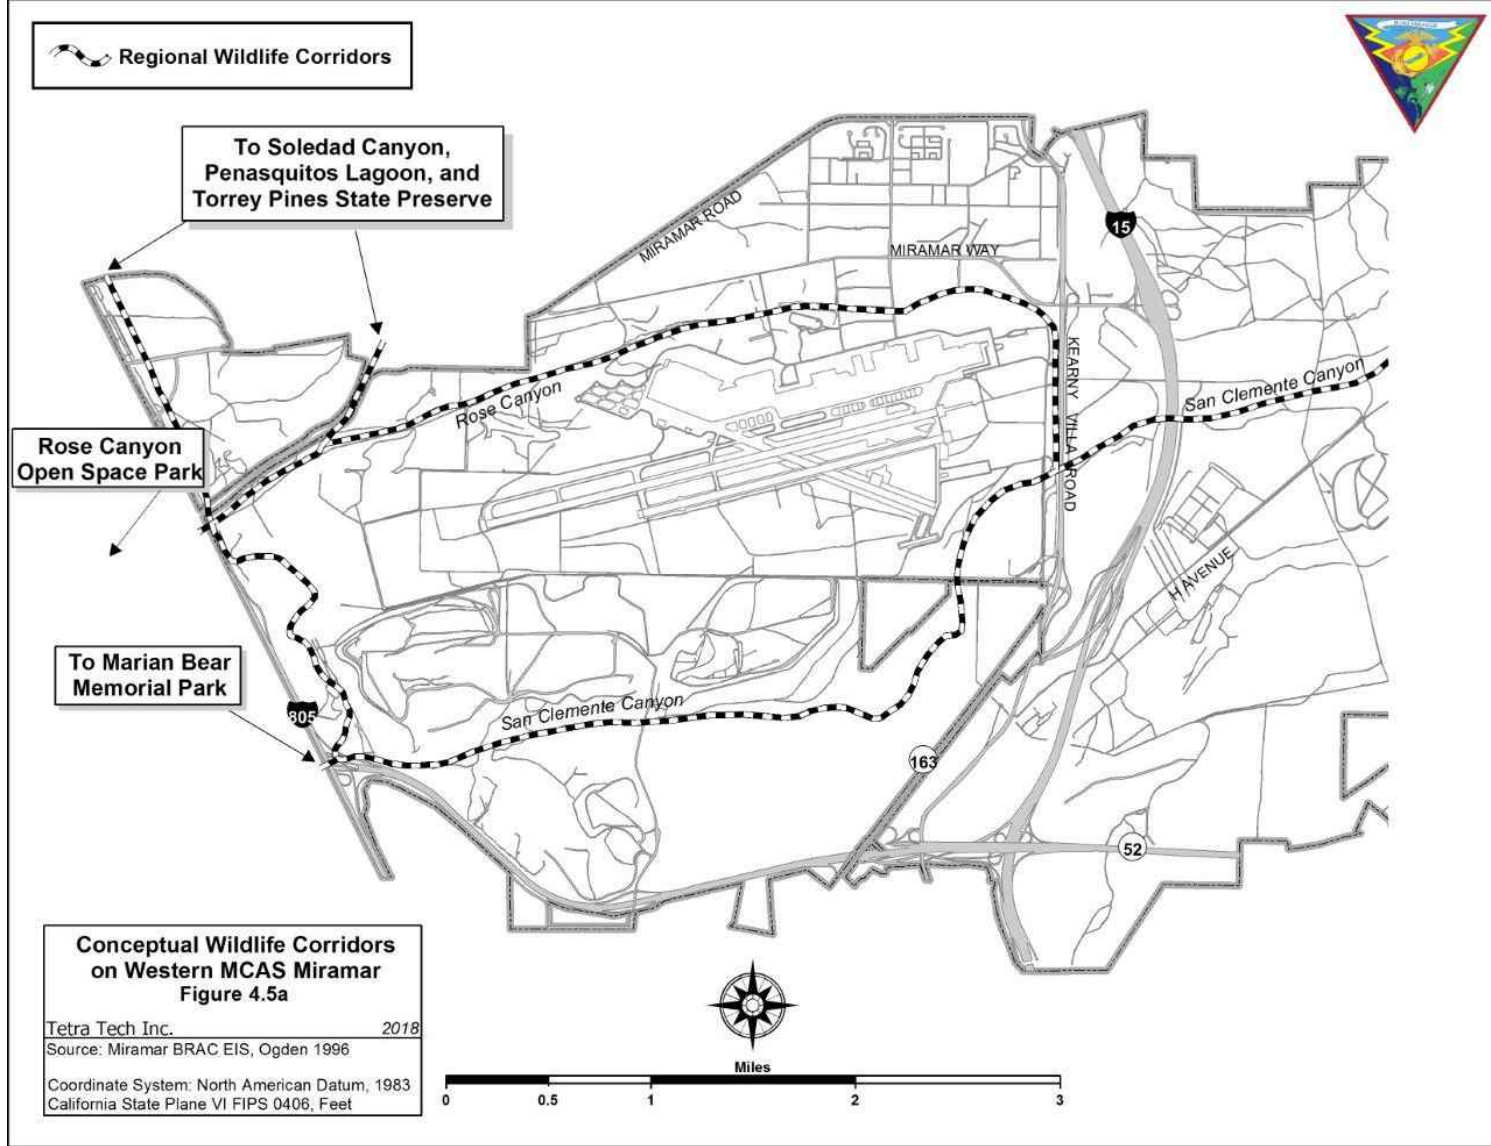 Regional Wildlife Corridors
To Soledad Canyon,
Penasquitos Lagoon, and
Torrey Pines State Preserve
MIRAMAR ROAD
MIRAMAR WAY
15
KEARNY VILLA ROAD
San Clemente Canyon
Rose Canyon
Rose Canyon
Open Space Park
H AVENUE
To Marian Bear
Memorial Park
805
San Clemente Canyon
163
52
Conceptual Wildlife Corridors
on Western MCAS Miramar
Figure 4.5a
Tetra Tech Inc. 2018
Source: Miramar BRAC EIS, Ogden 1996
Coordinate System: North American Datum, 1983
California State Plane VI FIPS 0406, Feet
Miles
0 0.5 1 2 3